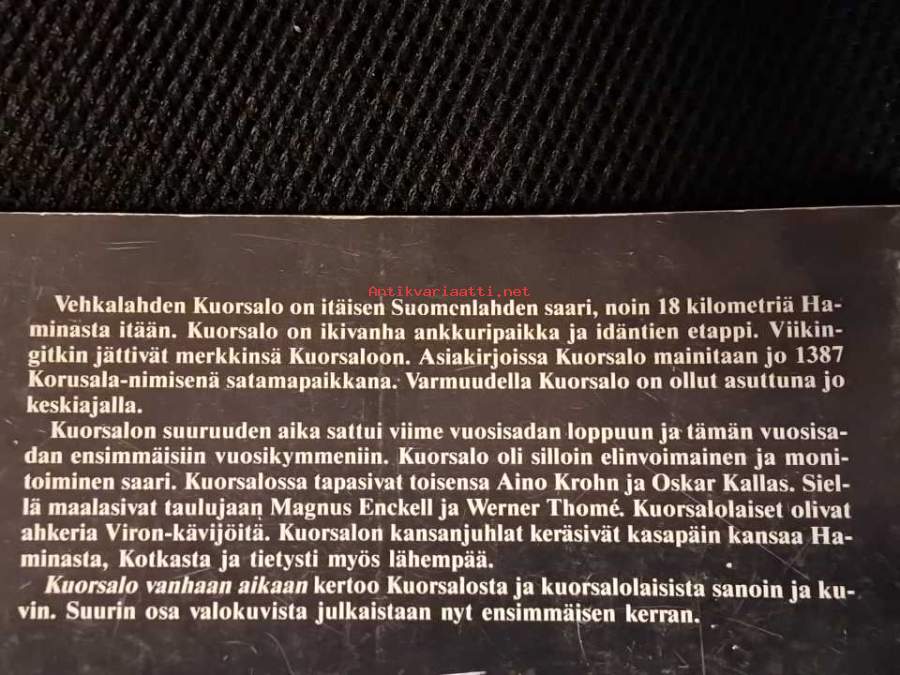 Antikvariaatti.net
Vehkalahden Kuorsalo on itäisen Suomenlahden saari, noin 18 kilometriä Ha-
minasta itään. Kuorsalo on ikivanha ankkuripaikka ja idäntien etappi. Viikin-
gitkin jättivät merkkinsä Kuorsaloon. Asiakirjoissa Kuorsalo mainitaan jo 1387
Korusala-nimisenä satamapaikkana. Varmuudella Kuorsalo on ollut asuttuna jo
keskiajalla.
Kuorsalon suuruuden aika sattui viime vuosisadan loppuun ja tämän vuosisa-
dan ensimmäisiin vuosikymmeniin. Kuorsalo oli silloin elinvoimainen ja moni-
toiminen saari. Kuorsalossa tapasivat toisensa Aino Krohn ja Oskar Kallas. Siel-
lä maalasivat taulujaan Magnus Enckell ja Werner Thomé. Kuorsalolaiset olivat
ahkeria Viron-kävijöitä. Kuorsalon kansanjuhlat keräsivät kasapäin kansaa Ha-
minasta, Kotkasta ja tietysti myös lähempää.
Kuorsalo vanhaan aikaan kertoo Kuorsalosta ja kuorsalolaisista sanoin ja ku-
vin. Suurin osa valokuvista julkaistaan nyt ensimmäisen kerran.